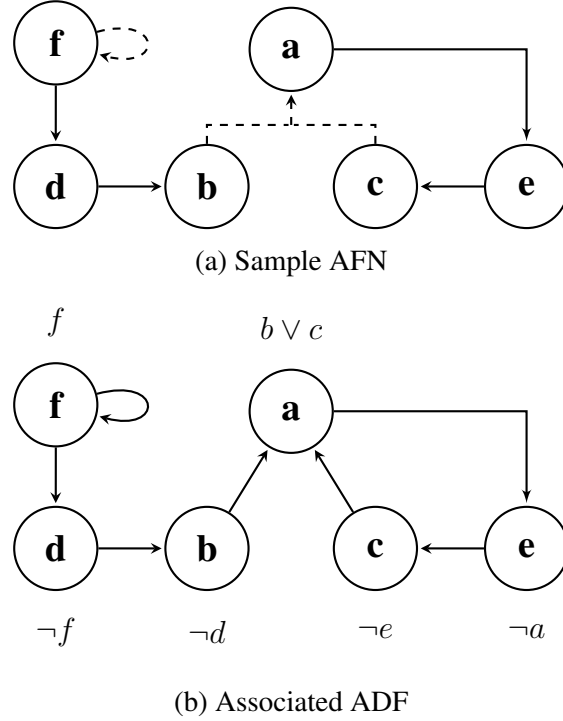 f a
d b c e
(a) Sample AFN
f b ∨ c
f a
d b c e
¬f ¬d ¬e ¬a
(b) Associated ADF